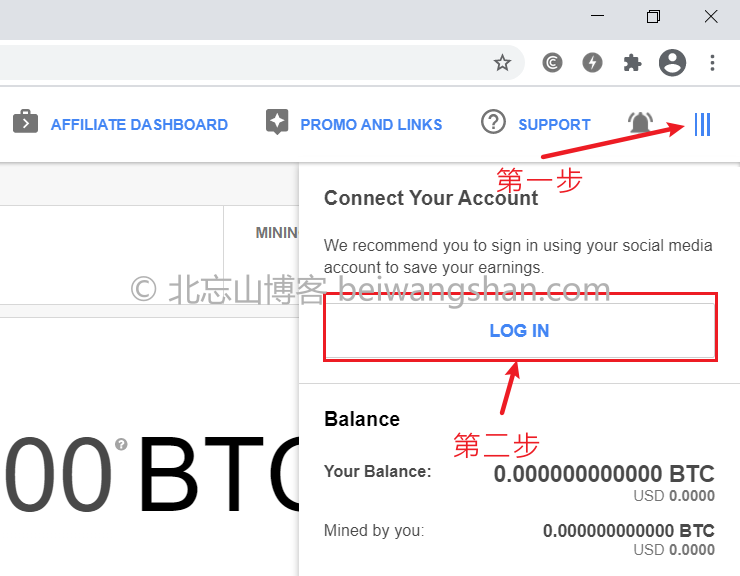 AFFILIATE DASHBOARD
PROMO AND LINKS
SUPPORT
第一步
Connect Your Account
MININ
We recommend you to sign in using your social media
account to save your earnings.
© 北忘山博客 beiwangshan.com
LOG IN
第二步
Balance
00 ? BTC
Your Balance: 0.000000000000 BTC
USD 0.0000
Mined by you: 0.000000000000 BTC
USD 0.0000